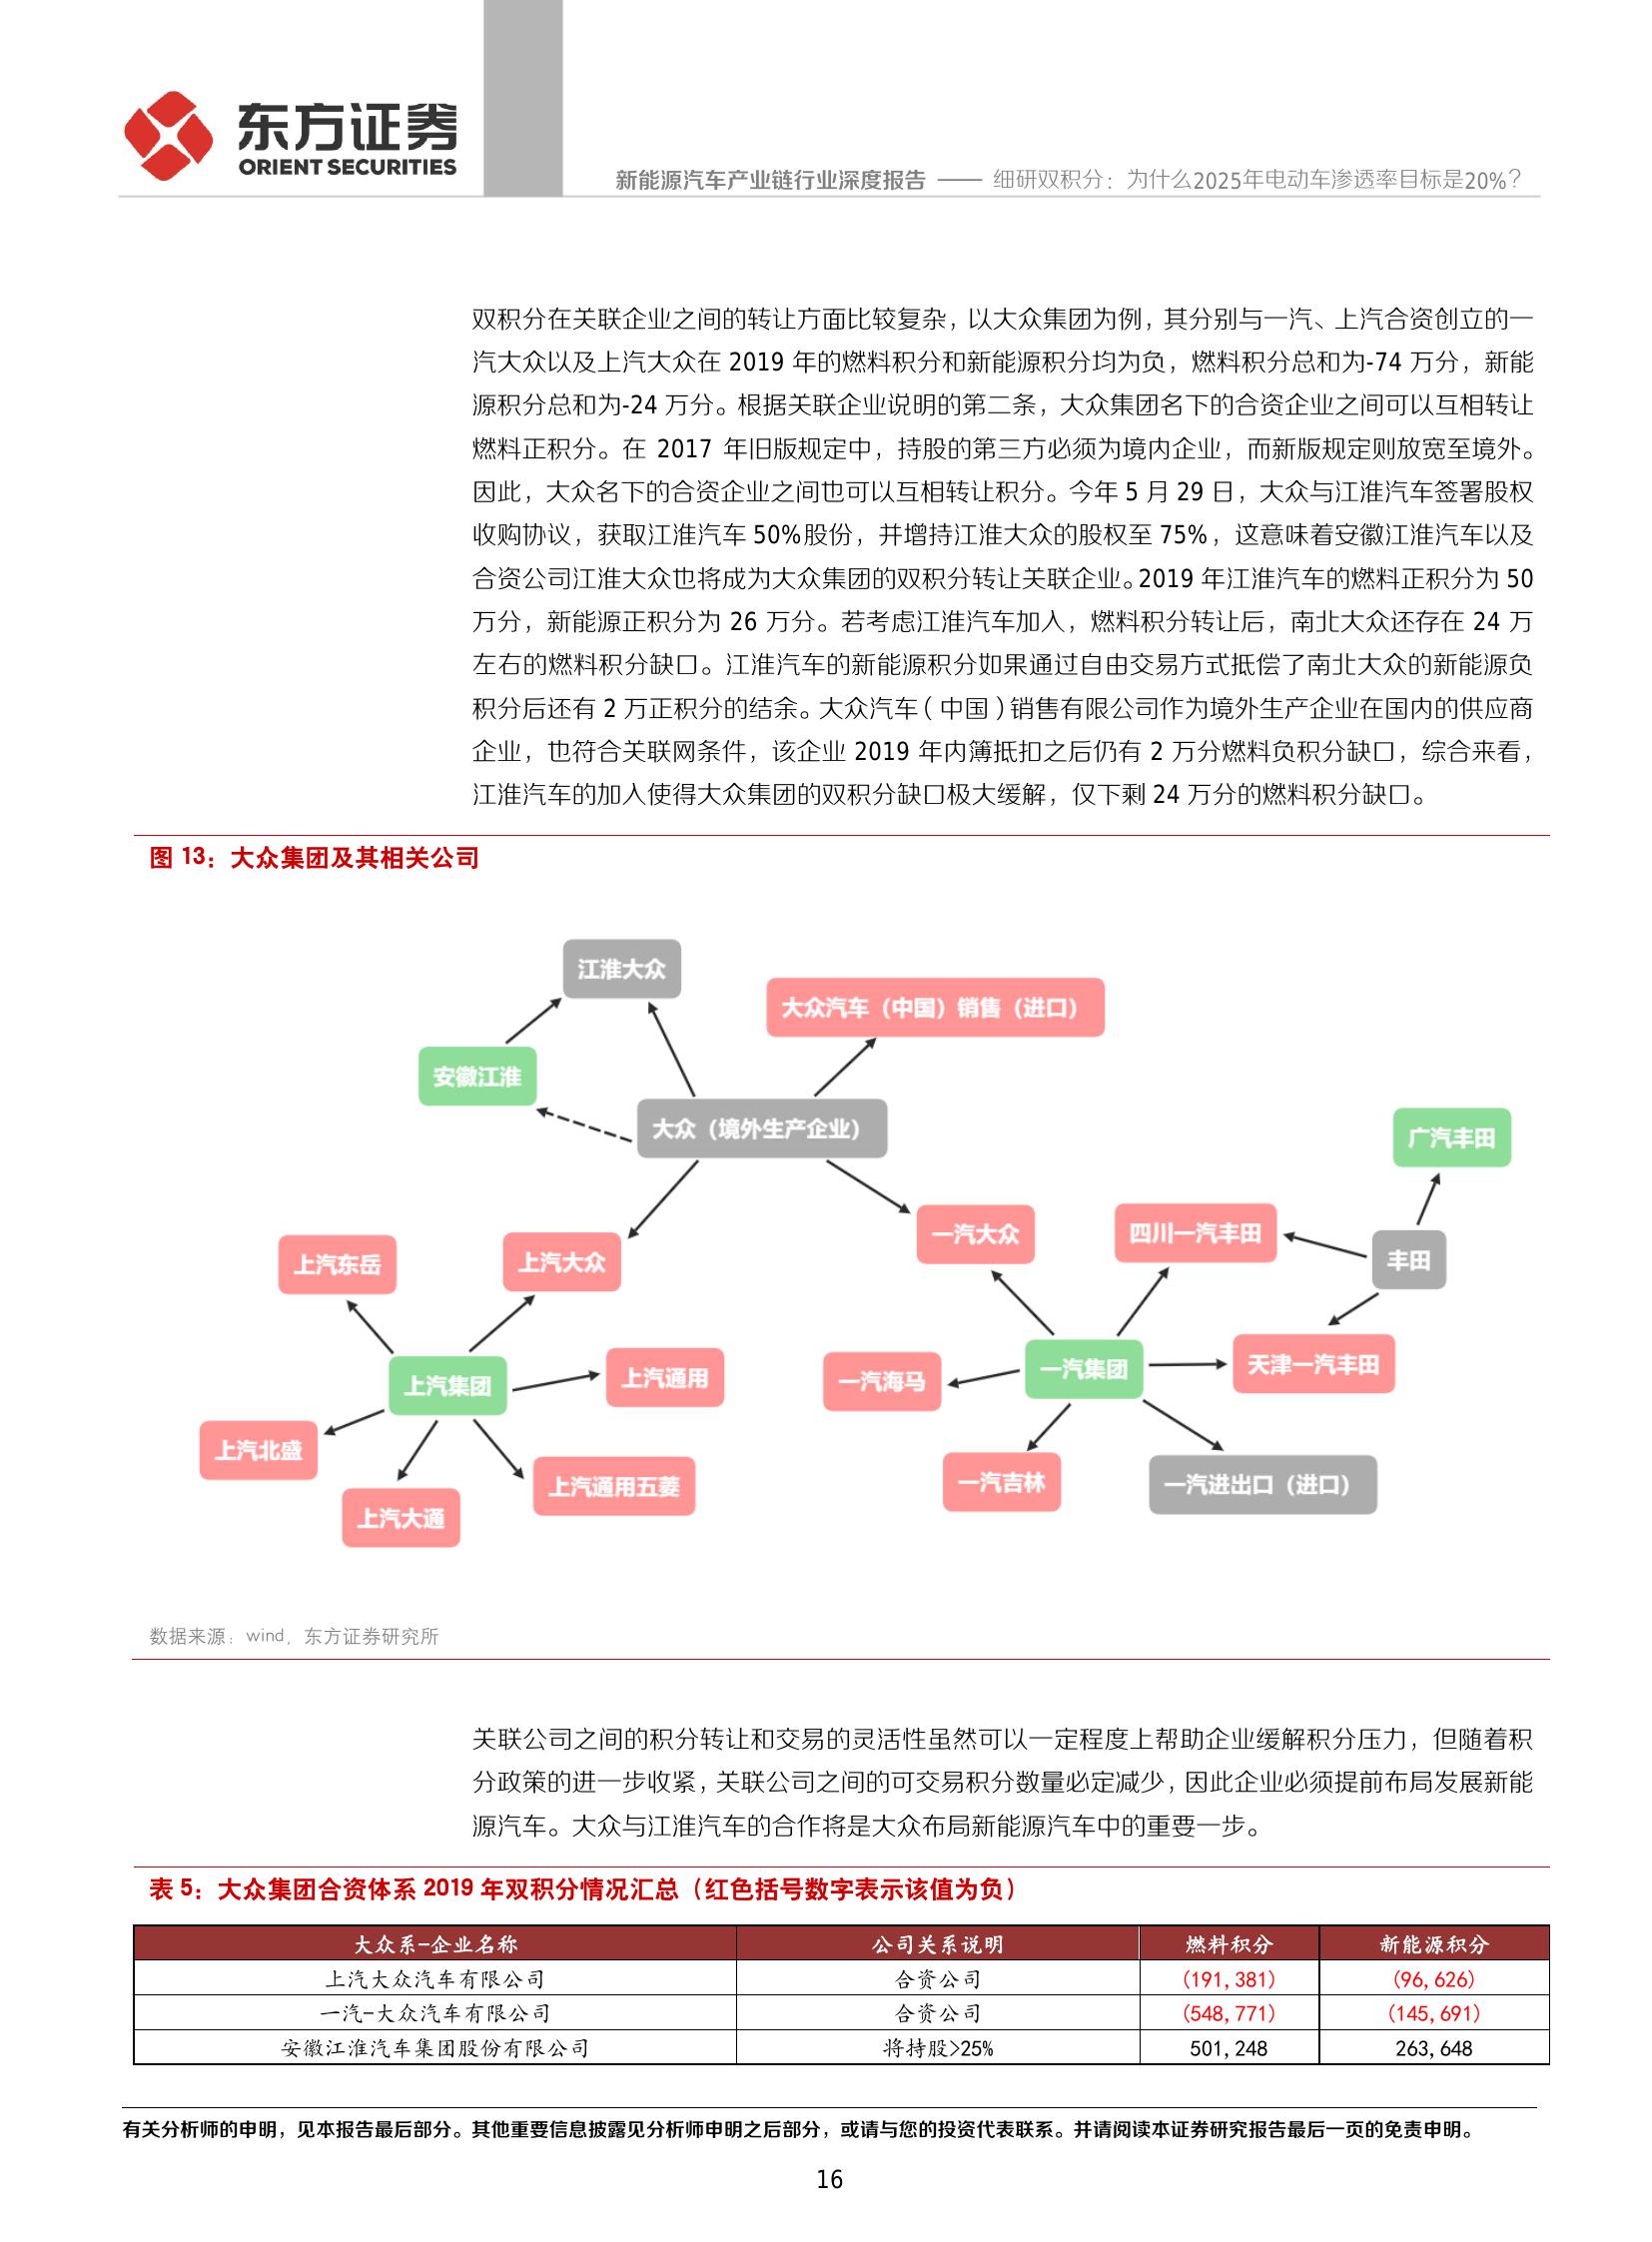 东方证券
ORIENT SECURITIES
新能源汽车产业链行业深度报告 —— 细研双积分：为什么2025年电动车渗透率目标是20%?
双积分在关联企业之间的转让方面比较复杂，以大众集团为例，其分别与一汽、上汽合资创立的一
汽大众以及上汽大众在 2019 年的燃料积分和新能源积分均为负，燃料积分总和为-74 万分，新能
源积分总和为-24 万分。根据关联企业说明的第二条，大众集团名下的合资企业之间可以互相转让
燃料正积分。在 2017 年旧版规定中，持股的第三方必须为境内企业，而新版规定则放宽至境外。
因此，大众名下的合资企业之间也可以互相转让积分。今年 5 月 29 日，大众与江淮汽车签署股权
收购协议，获取江淮汽车 50%股份，并增持江淮大众的股权至 75%，这意味着安徽江淮汽车以及
合资公司江淮大众也将成为大众集团的双积分转让关联企业。2019 年江淮汽车的燃料正积分为 50
万分，新能源正积分为 26 万分。若考虑江淮汽车加入，燃料积分转让后，南北大众还存在 24 万
左右的燃料积分缺口。江淮汽车的新能源积分如果通过自由交易方式抵偿了南北大众的新能源负
积分后还有 2 万正积分的结余。大众汽车（中国）销售有限公司作为境外生产企业在国内的供应商
企业，也符合关联网条件，该企业 2019 年内簿抵扣之后仍有 2 万分燃料负积分缺口，综合来看，
江淮汽车的加入使得大众集团的双积分缺口极大缓解，仅下剩 24 万分的燃料积分缺口。
图 13：大众集团及其相关公司
江淮大众
大众汽车（中国）销售（进口）
安徽江淮
大众（境外生产企业）
广汽丰田
一汽大众
四川一汽丰田
上汽东岳
上汽大众
丰田
上汽集团
上汽通用
一汽海马
一汽集团
天津一汽丰田
上汽北盛
上汽通用五菱
一汽吉林
一汽进出口（进口）
上汽大通
数据来源：wind，东方证券研究所
关联公司之间的积分转让和交易的灵活性虽然可以一定程度上帮助企业缓解积分压力，但随着积
分政策的进一步收紧，关联公司之间的可交易积分数量必定减少，因此企业必须提前布局发展新能
源汽车。大众与江淮汽车的合作将是大众布局新能源汽车中的重要一步。
表 5：大众集团合资体系 2019 年双积分情况汇总（红色括号数字表示该值为负）
大众系-企业名称 公司关系说明 燃料积分 新能源积分
上汽大众汽车有限公司 合资公司 (191,381) (96,626)
一汽-大众汽车有限公司 合资公司 (548,771) (145,691)
安徽江淮汽车集团股份有限公司 将持股>25% 501,248 263,648
有关分析师的申明，见本报告最后部分。其他重要信息披露见分析师申明之后部分，或请与您的投资代表联系。并请阅读本证券研究报告最后一页的免责申明。
16